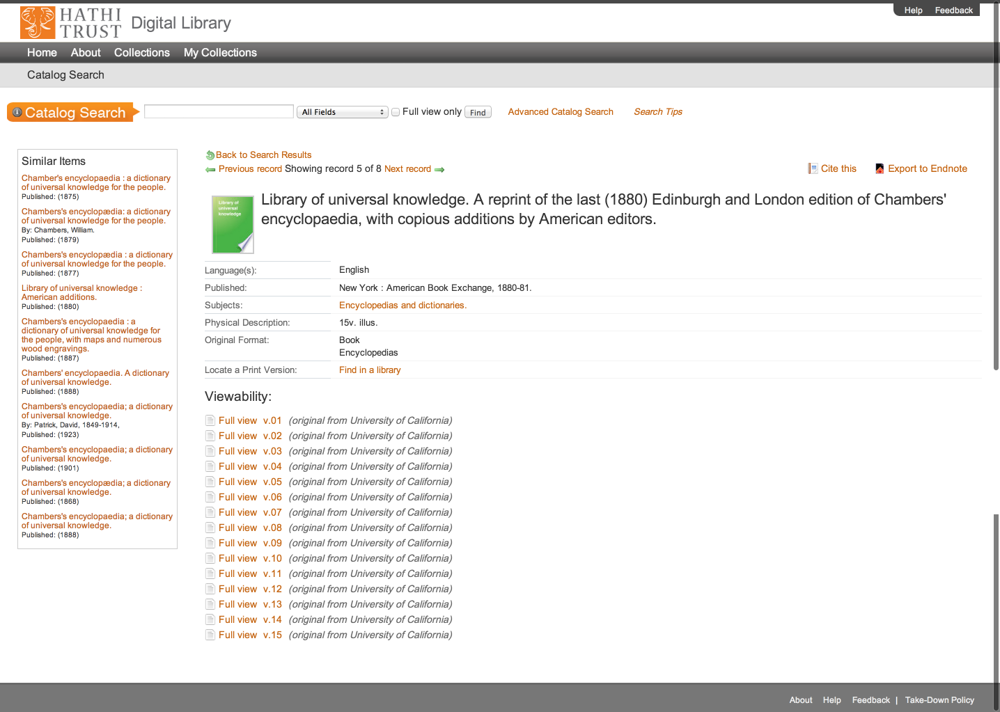 Help Feedback
HATHI TRUST Digital Library
Home About Collections My Collections
Catalog Search
Catalog Search All Fields Full view only Find Advanced Catalog Search Search Tips
Similar Items
Chamber's encyclopaedia : a dictionary
of universal knowledge for the people.
Published: (1875)
Chambers's encyclopædia: a dictionary
of universal knowledge for the people.
By: Chambers, William.
Published: (1879)
Chambers's encyclopædia : a dictionary
of universal knowledge for the people.
Published: (1877)
Library of universal knowledge :
American additions.
Published: (1880)
Chambers's encyclopaedia : a
dictionary of universal knowledge for
the people, with maps and numerous
wood engravings.
Published: (1887)
Chambers' encyclopaedia. A dictionary
of universal knowledge.
Published: (1888)
Chambers's encyclopaedia; a dictionary
of universal knowledge.
By: Patrick, David, 1849-1914,
Published: (1923)
Chambers's encyclopaedia; a dictionary
of universal knowledge.
Published: (1901)
Chambers's encyclopædia; a dictionary
of universal knowledge.
Published: (1868)
Chambers's encyclopaedia; a dictionary
of universal knowledge.
Published: (1888)
Back to Search Results
Previous record Showing record 5 of 8 Next record
Cite this Export to Endnote
Library of
universal
knowledge
Library of universal knowledge. A reprint of the last (1880) Edinburgh and London edition of Chambers'
encyclopaedia, with copious additions by American editors.
Language(s): English
Published: New York : American Book Exchange, 1880-81.
Subjects: Encyclopedias and dictionaries.
Physical Description: 15v. illus.
Original Format: Book
Encyclopedias
Locate a Print Version: Find in a library
Viewability:
Full view v.01 (original from University of California)
Full view v.02 (original from University of California)
Full view v.03 (original from University of California)
Full view v.04 (original from University of California)
Full view v.05 (original from University of California)
Full view v.06 (original from University of California)
Full view v.07 (original from University of California)
Full view v.08 (original from University of California)
Full view v.09 (original from University of California)
Full view v.10 (original from University of California)
Full view v.11 (original from University of California)
Full view v.12 (original from University of California)
Full view v.13 (original from University of California)
Full view v.14 (original from University of California)
Full view v.15 (original from University of California)
About Help Feedback | Take-Down Policy